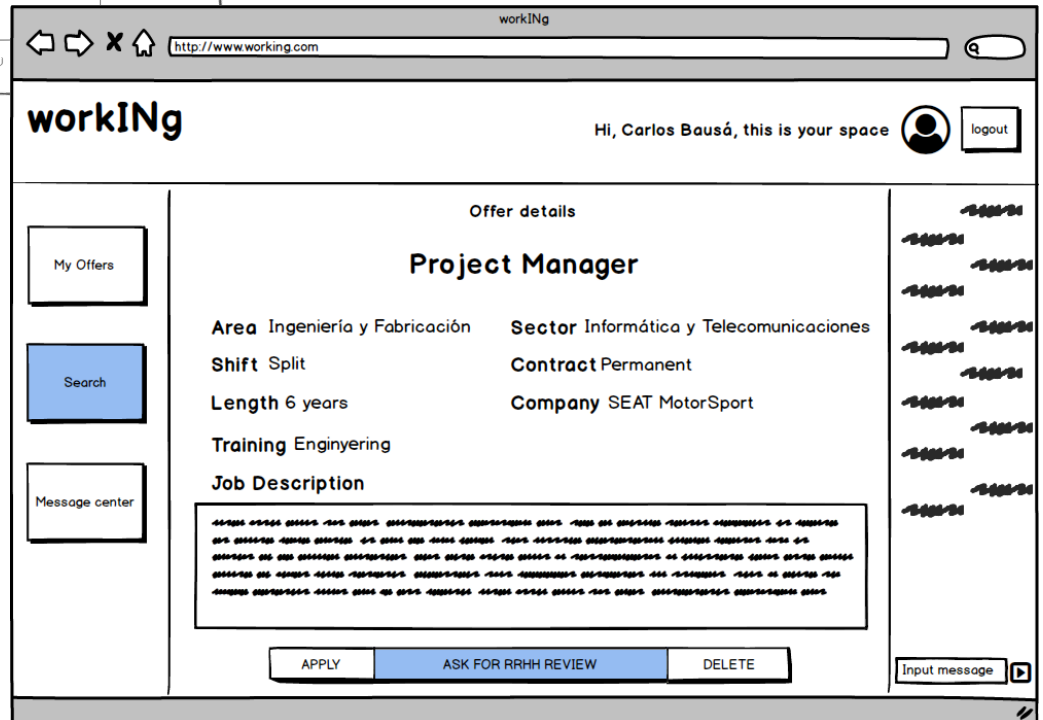 workINg
http://www.working.com
workINg
Hi, Carlos Bausá, this is your space
logout
My Offers
Search
Message center
Offer details
Project Manager
Area Ingeniería y Fabricación
Sector Informática y Telecomunicaciones
Shift Split
Contract Permanent
Length 6 years
Company SEAT MotorSport
Training Enginyering
Job Description
APPLY
ASK FOR RRHH REVIEW
DELETE
Input message